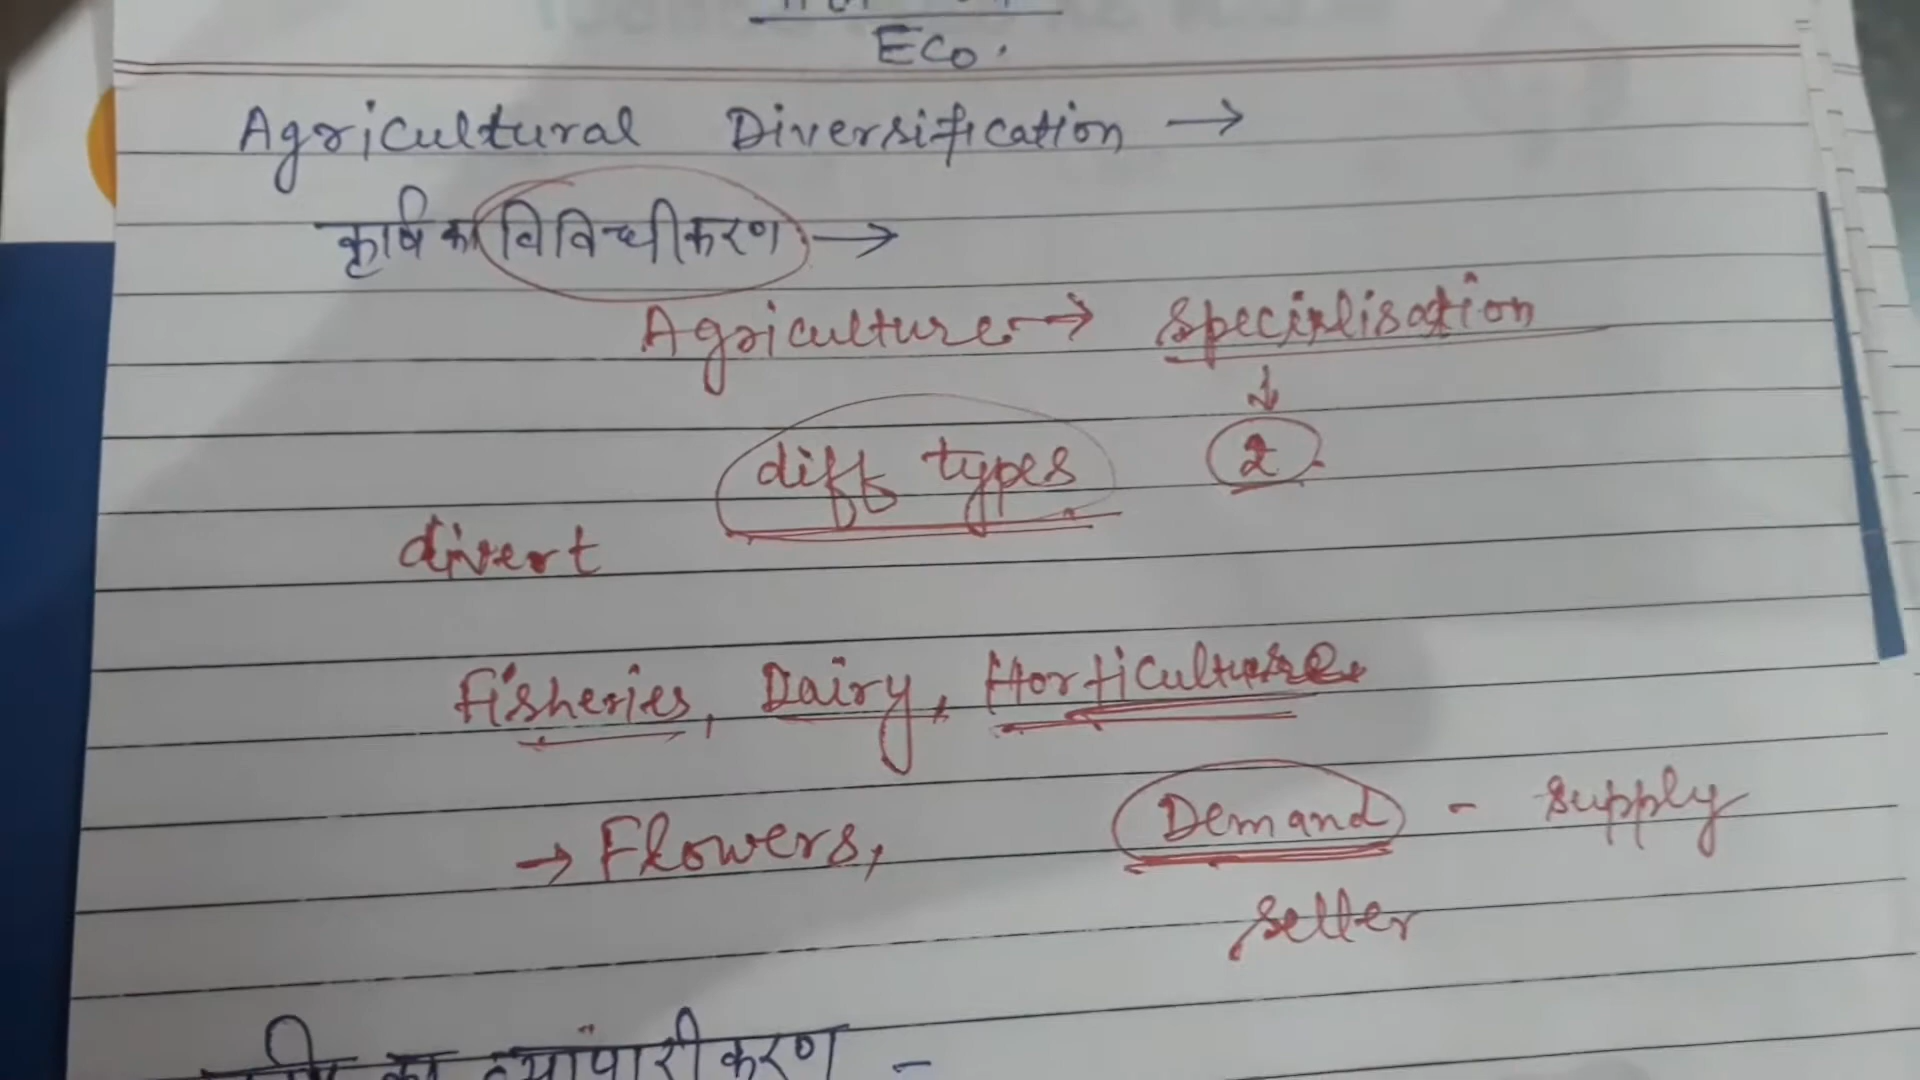 Eco.
Agricultural Diversification →
कृषि का विविधीकरण →
Agriculture → specialisation
↓
diff types 2.
divert
Fisheries, Dairy, Horticulture
→ Flowers, Demand - supply
seller
कृषि का व्यापारीकरण -